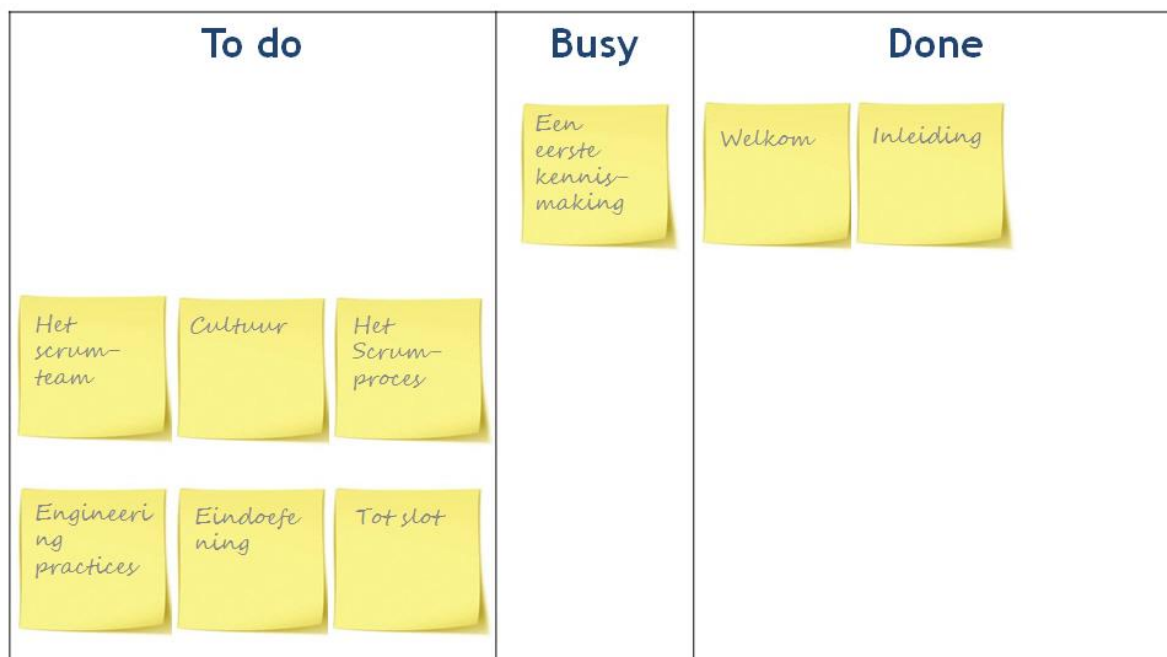 To do
Busy
Done
Een
eerste
kennis-
making
Welkom
Inleiding
Het
scrum-
team
Cultuur
Het
Scrum-
proces
Engineeri
ng
practices
Eindoefe
ning
Tot slot